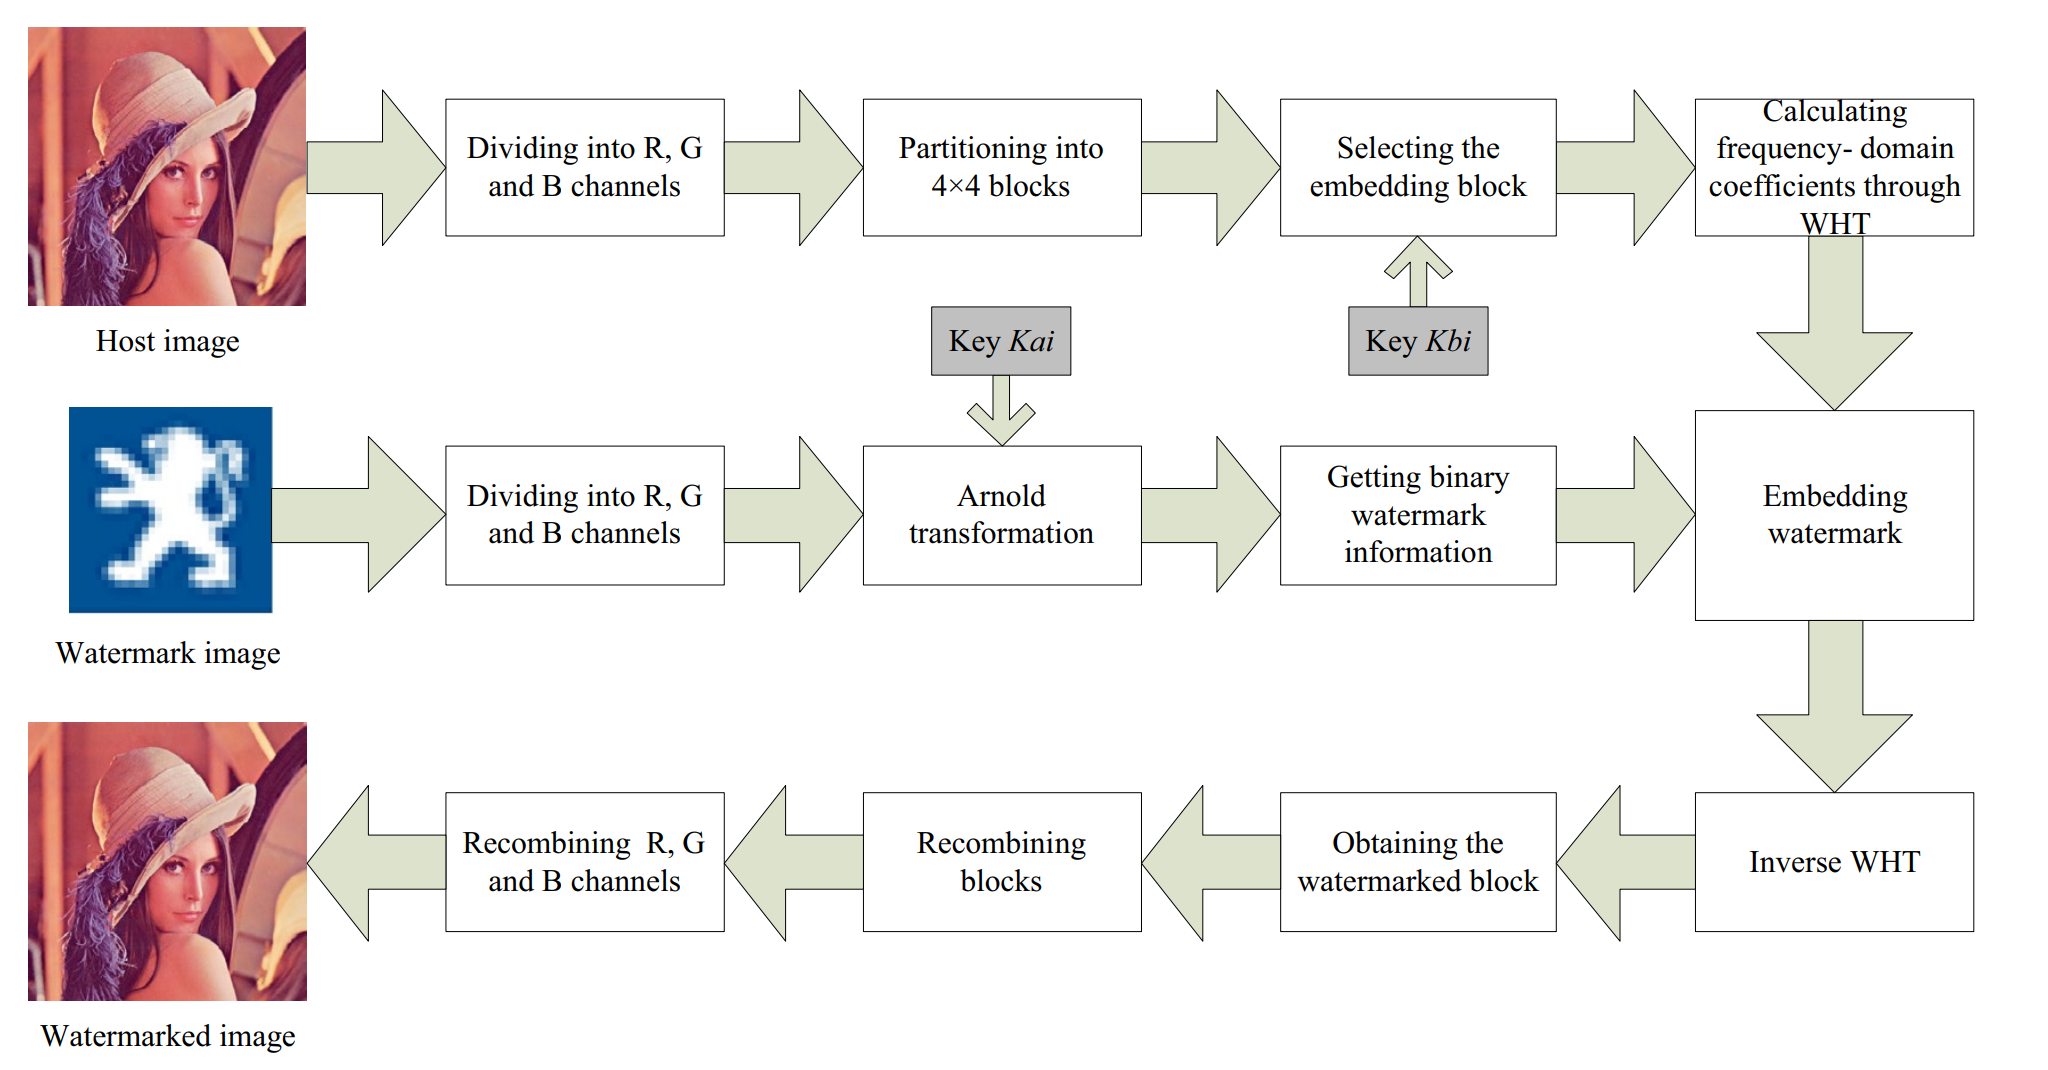 Dividing into R, G
and B channels
Partitioning into
4×4 blocks
Selecting the
embedding block
Calculating
frequency- domain
coefficients through
WHT
Host image
Key Kai
Key Kbi
Dividing into R, G
and B channels
Arnold
transformation
Getting binary
watermark
information
Embedding
watermark
Watermark image
Recombining  R, G
and B channels
Recombining
blocks
Obtaining the
watermarked block
Inverse WHT
Watermarked image